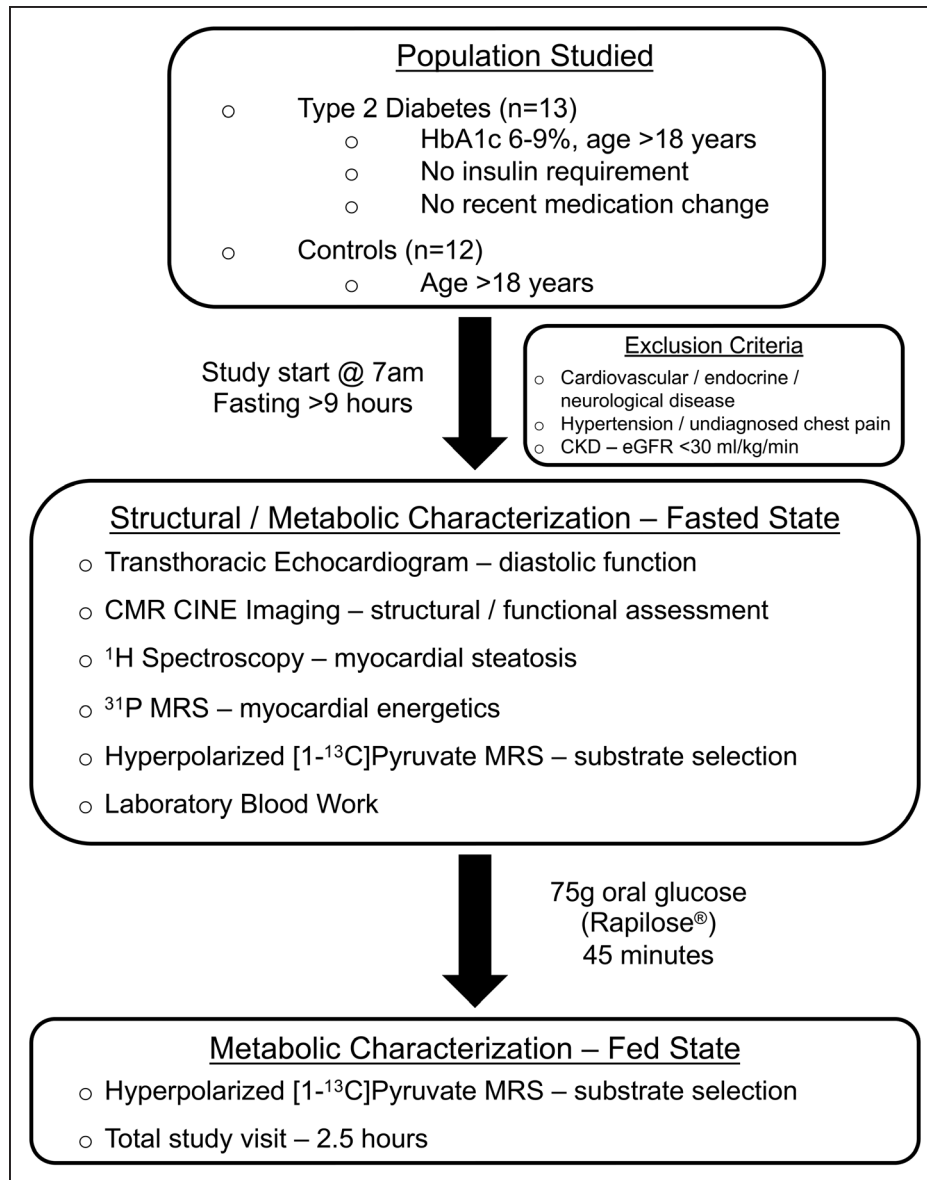 Population Studied
o Type 2 Diabetes (n=13)
o HbA1c 6-9%, age >18 years
o No insulin requirement
o No recent medication change
o Controls (n=12)
o Age >18 years
Study start @ 7am
Fasting >9 hours
Exclusion Criteria
o Cardiovascular / endocrine /
neurological disease
o Hypertension / undiagnosed chest pain
o CKD – eGFR <30 ml/kg/min
Structural / Metabolic Characterization – Fasted State
o Transthoracic Echocardiogram – diastolic function
o CMR CINE Imaging – structural / functional assessment
o ¹H Spectroscopy – myocardial steatosis
o ³¹P MRS – myocardial energetics
o Hyperpolarized [1-¹³C]Pyruvate MRS – substrate selection
o Laboratory Blood Work
75g oral glucose
(Rapilose®)
45 minutes
Metabolic Characterization – Fed State
o Hyperpolarized [1-¹³C]Pyruvate MRS – substrate selection
o Total study visit – 2.5 hours